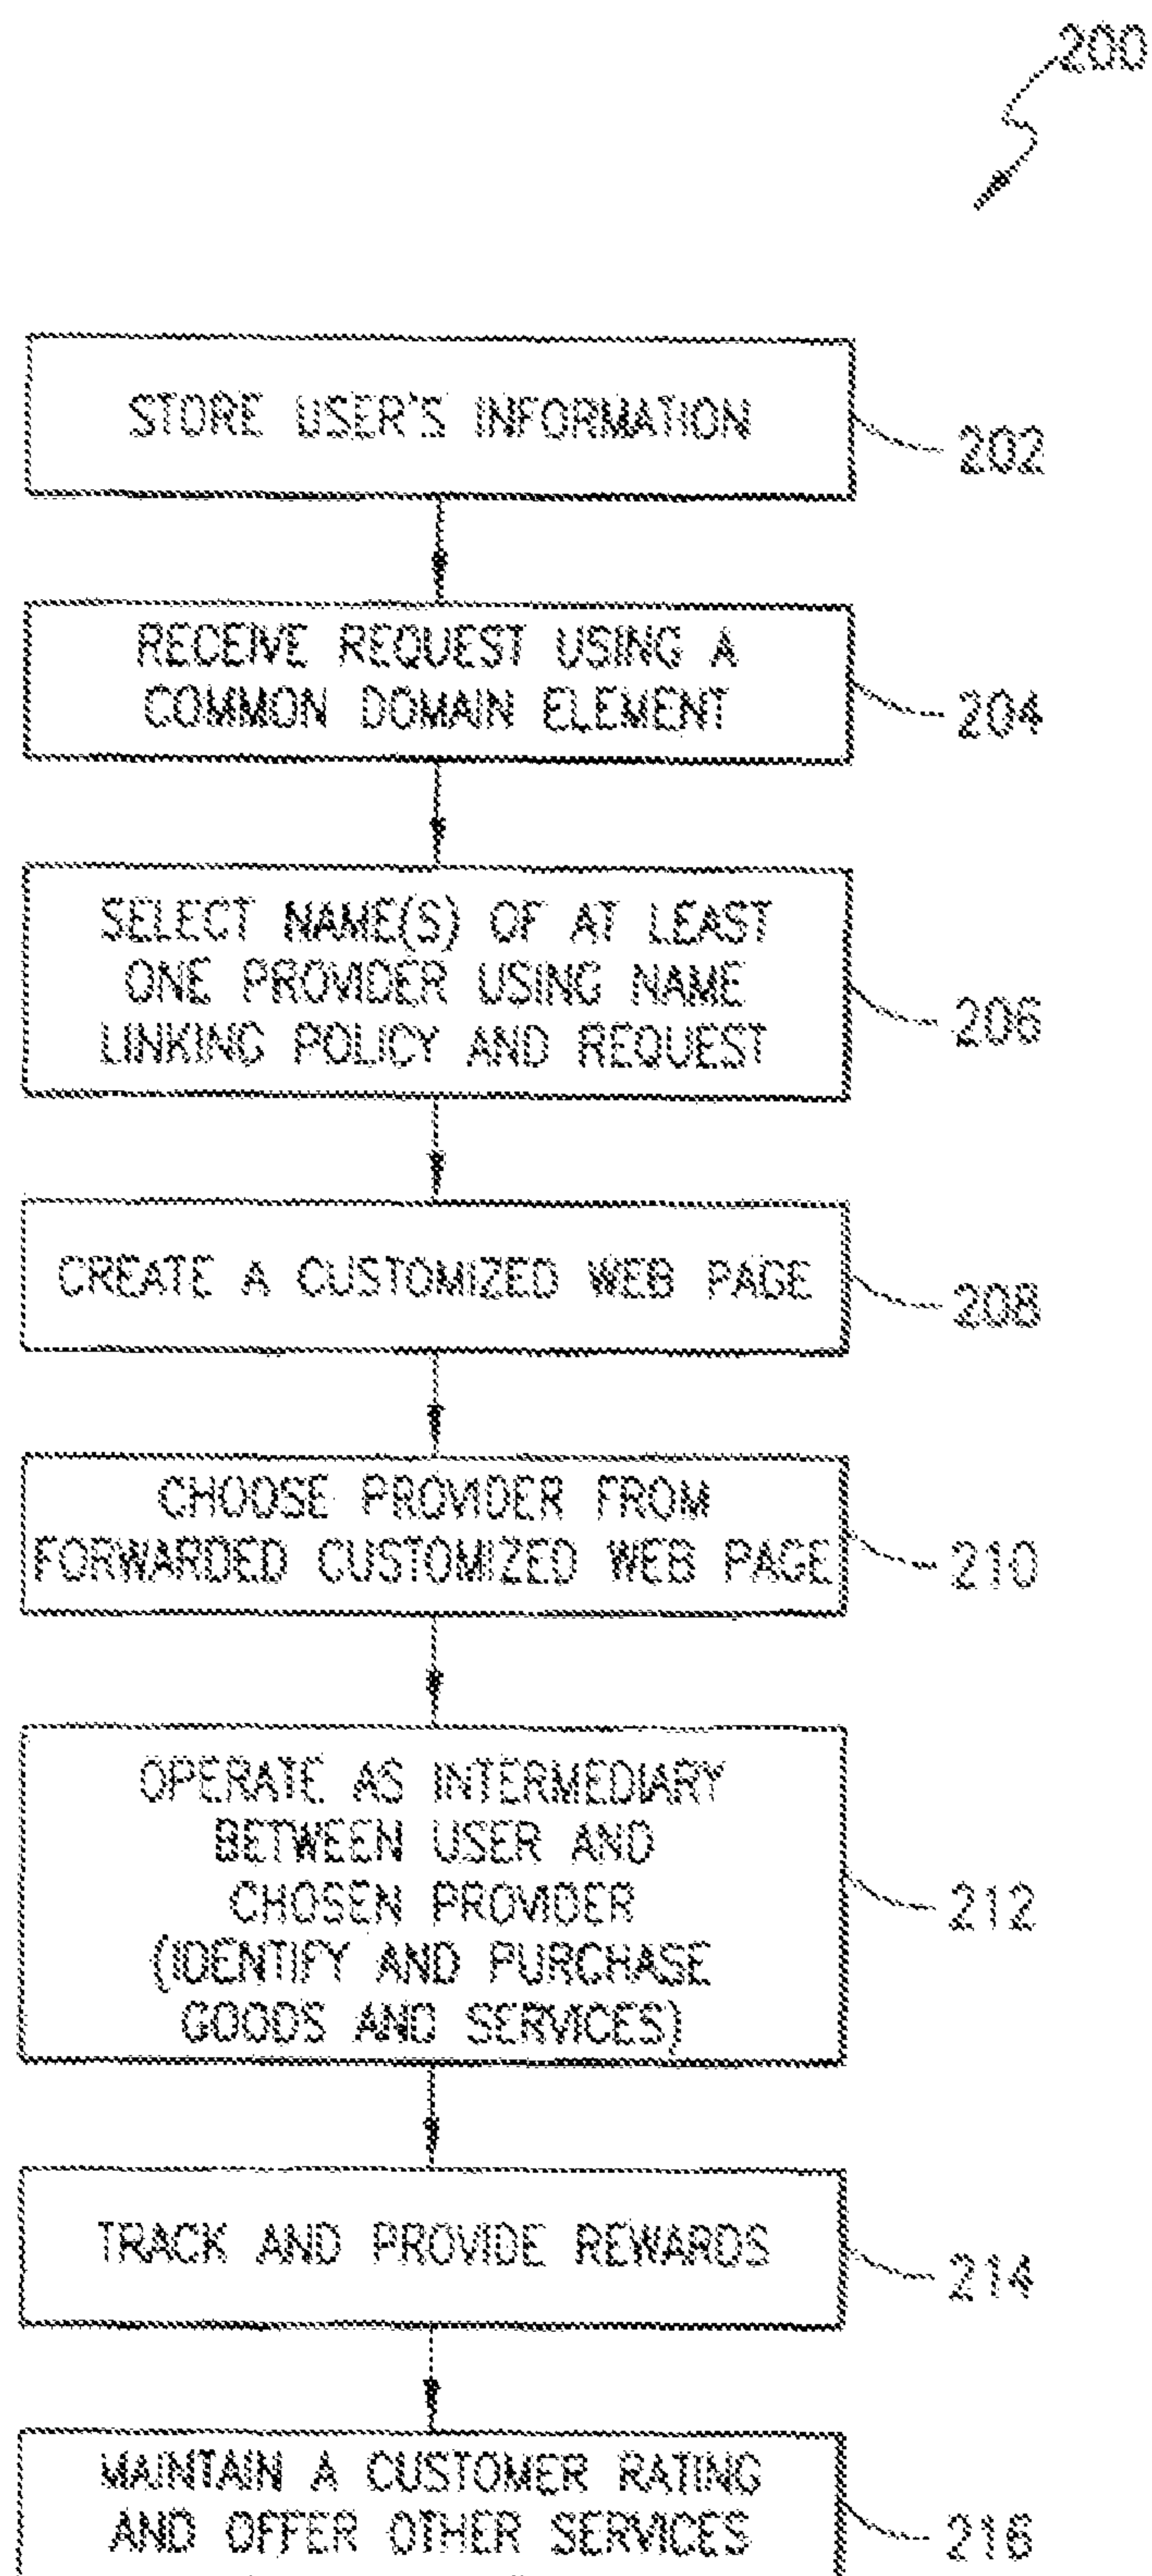 200
STORE USER'S INFORMATION
202
RECEIVE REQUEST USING A
COMMON DOMAIN ELEMENT
204
SELECT NAME(S) OF AT LEAST
ONE PROVIDER USING NAME
LINKING POLICY AND REQUEST
206
CREATE A CUSTOMIZED WEB PAGE
208
CHOOSE PROVIDER FROM
FORWARDED CUSTOMIZED WEB PAGE
210
OPERATE AS INTERMEDIARY
BETWEEN USER AND
CHOSEN PROVIDER
(IDENTIFY AND PURCHASE
GOODS AND SERVICES)
212
TRACK AND PROVIDE REWARDS
214
MAINTAIN A CUSTOMER RATING
AND OFFER OTHER SERVICES
216